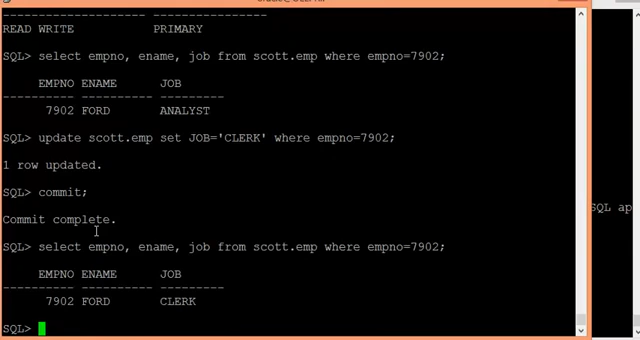 -------------------- ----------------
READ WRITE           PRIMARY
SQL> select empno, ename, job from scott.emp where empno=7902;
     EMPNO ENAME      JOB
---------- ---------- ---------
      7902 FORD       ANALYST
SQL> update scott.emp set JOB='CLERK' where empno=7902;
1 row updated.
SQL> commit;
Commit complete.
SQL> select empno, ename, job from scott.emp where empno=7902;
     EMPNO ENAME      JOB
---------- ---------- ---------
      7902 FORD       CLERK
SQL>
SQL ap